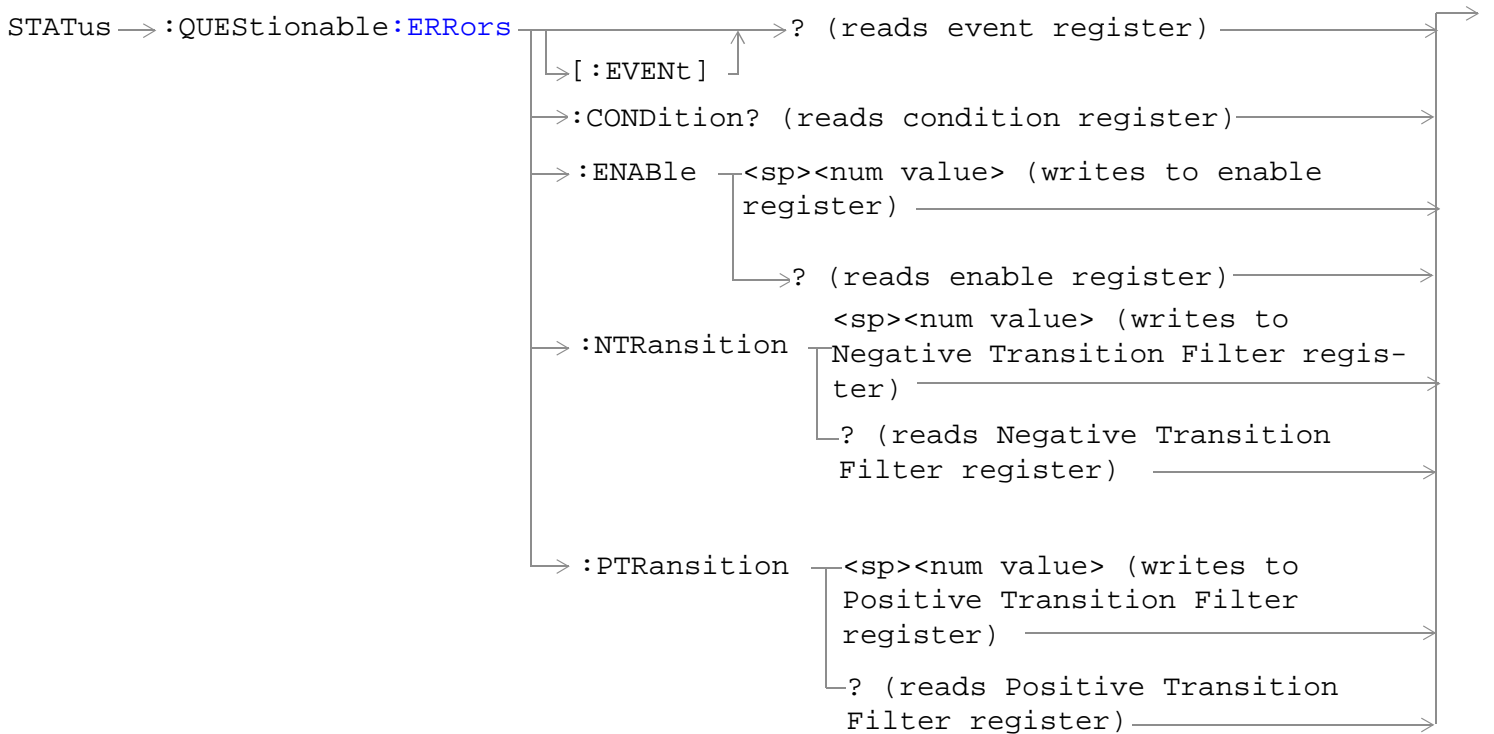 STATus :QUEStionable:ERRors ? (reads event register)
[:EVENt]
:CONDition? (reads condition register)
:ENABle <sp><num value> (writes to enable
register)
? (reads enable register)
<sp><num value> (writes to
:NTRansition Negative Transition Filter regis-
ter)
? (reads Negative Transition
Filter register)
:PTRansition <sp><num value> (writes to
Positive Transition Filter
register)
? (reads Positive Transition
Filter register)